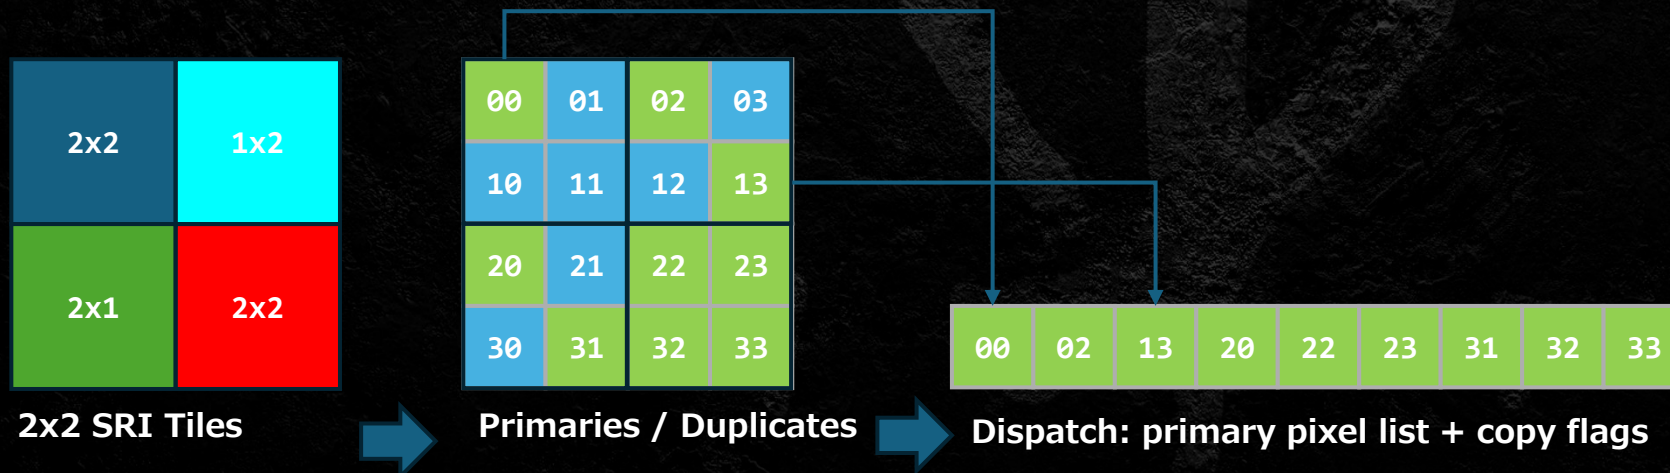 2x2 1x2
2x1 2x2
2x2 SRI Tiles
00 01 02 03
10 11 12 13
20 21 22 23
30 31 32 33
Primaries / Duplicates
00 02 13 20 22 23 31 32 33
Dispatch: primary pixel list + copy flags